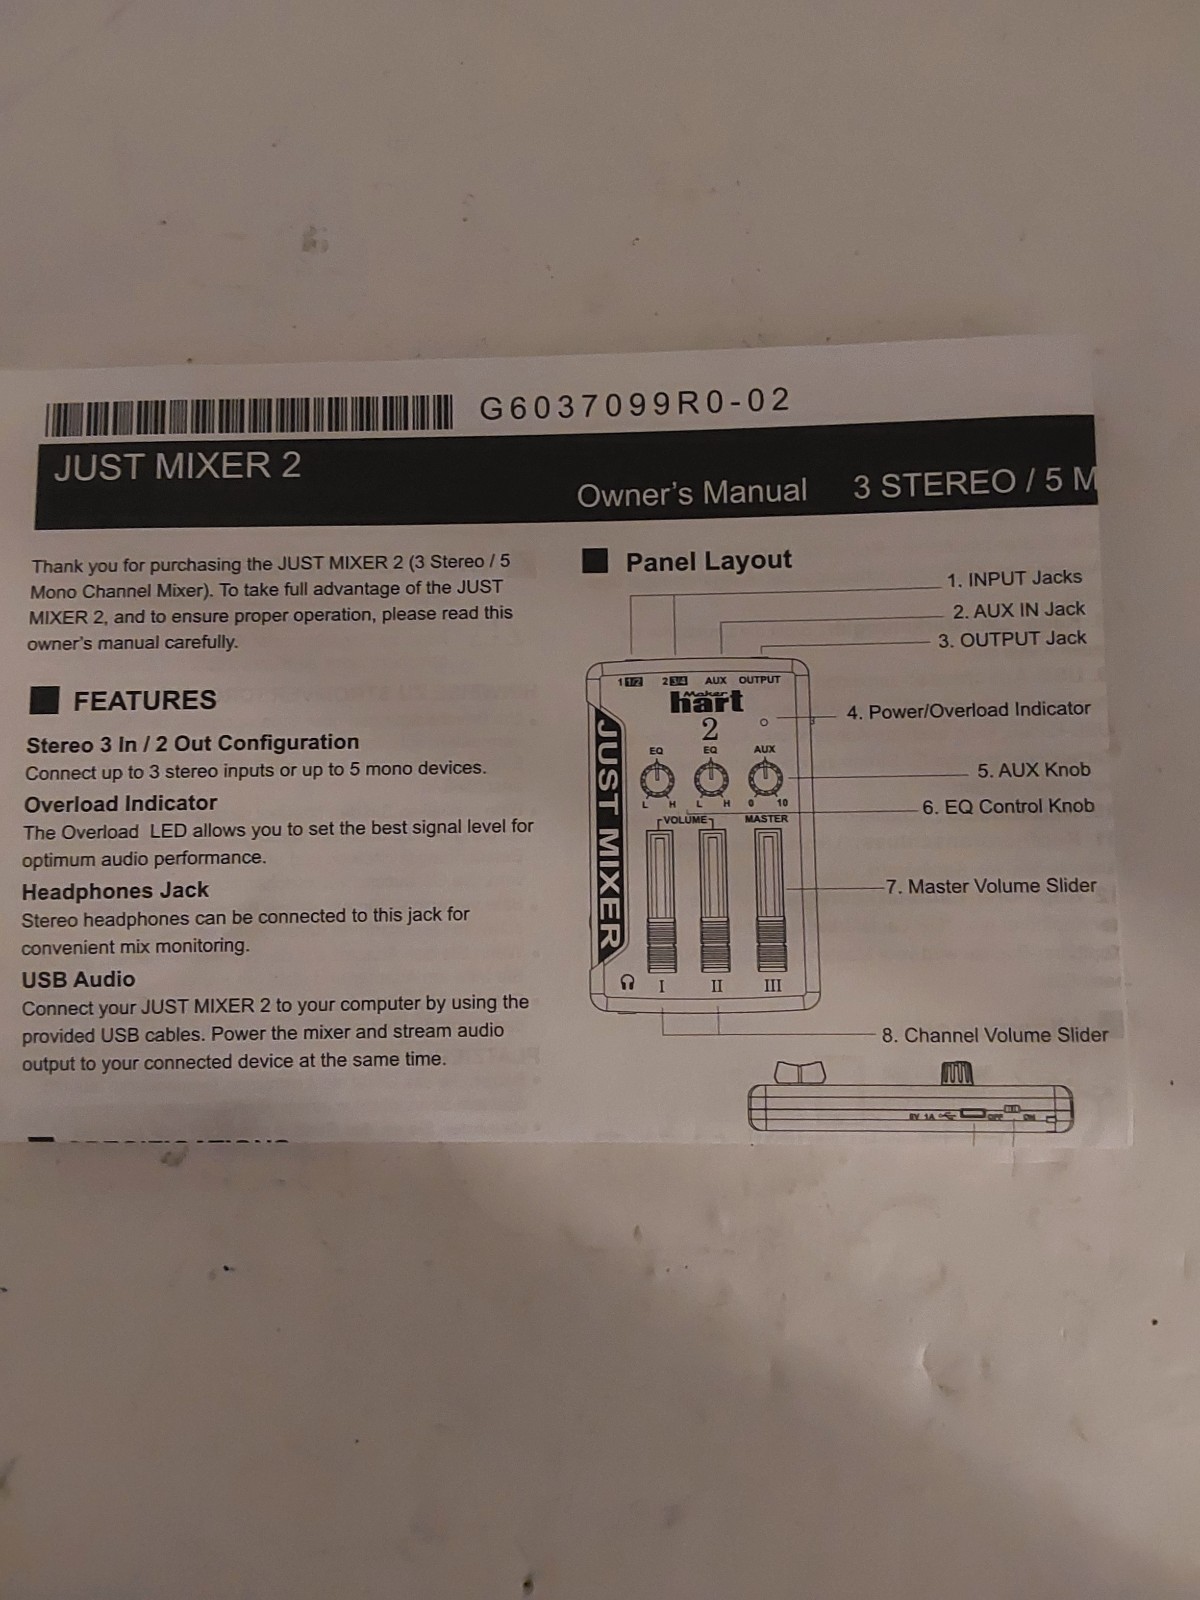 G6037099R0-02
JUST MIXER 2
Owner's Manual
3 STEREO / 5 M
Thank you for purchasing the JUST MIXER 2 (3 Stereo / 5
Mono Channel Mixer). To take full advantage of the JUST
MIXER 2, and to ensure proper operation, please read this
owner's manual carefully.
FEATURES
Stereo 3 In / 2 Out Configuration
Connect up to 3 stereo inputs or up to 5 mono devices.
Overload Indicator
The Overload LED allows you to set the best signal level for
optimum audio performance.
Headphones Jack
Stereo headphones can be connected to this jack for
convenient mix monitoring.
USB Audio
Connect your JUST MIXER 2 to your computer by using the
provided USB cables. Power the mixer and stream audio
output to your connected device at the same time.
Panel Layout
1. INPUT Jacks
2. AUX IN Jack
3. OUTPUT Jack
4. Power/Overload Indicator
5. AUX Knob
6. EQ Control Knob
7. Master Volume Slider
8. Channel Volume Slider
1 1/2 2 3/4 AUX OUTPUT
Maker
hart
2
JUST MIXER
EQ EQ AUX
L H L H 0 10
VOLUME MASTER
I II III
5V 1A OFF ON